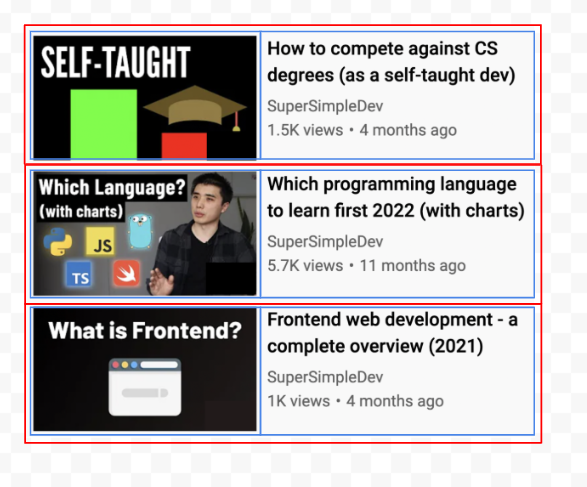 SELF-TAUGHT
How to compete against CS
degrees (as a self-taught dev)
SuperSimpleDev
1.5K views • 4 months ago
Which Language?
(with charts)
JS
TS
Which programming language
to learn first 2022 (with charts)
SuperSimpleDev
5.7K views • 11 months ago
What is Frontend?
Frontend web development - a
complete overview (2021)
SuperSimpleDev
1K views • 4 months ago